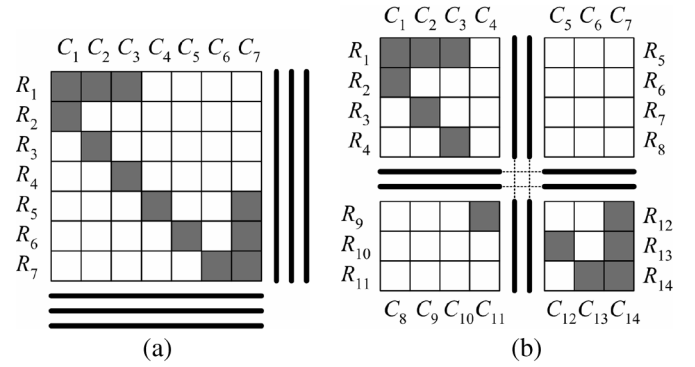 C1 C2 C3 C4 C5 C6 C7
R1
R2
R3
R4
R5
R6
R7
(a)
C1 C2 C3 C4 C5 C6 C7
R1 R5
R2 R6
R3 R7
R4 R8
R9 R12
R10 R13
R11 R14
C8 C9 C10 C11 C12 C13 C14
(b)